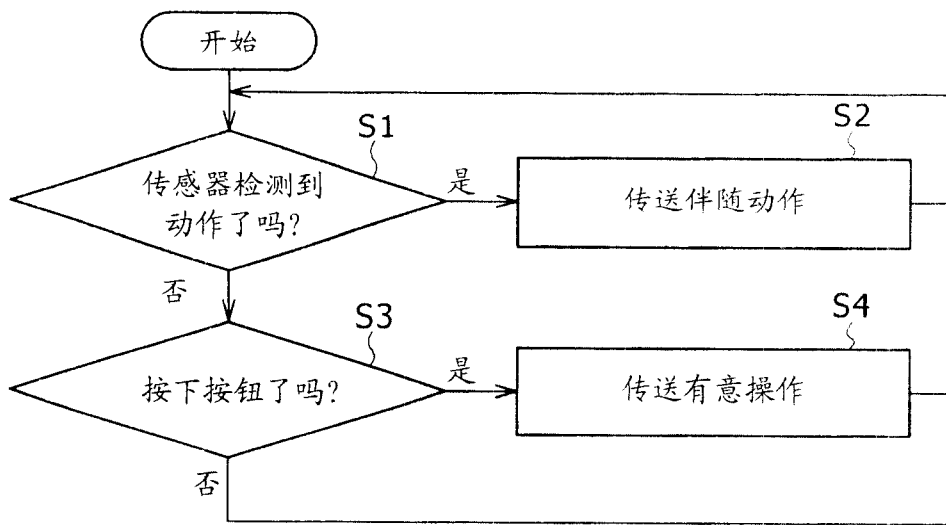 开始
S1
传感器检测到
动作了吗?
是
S2
传送伴随动作
否
S3
按下按钮了吗?
是
S4
传送有意操作
否